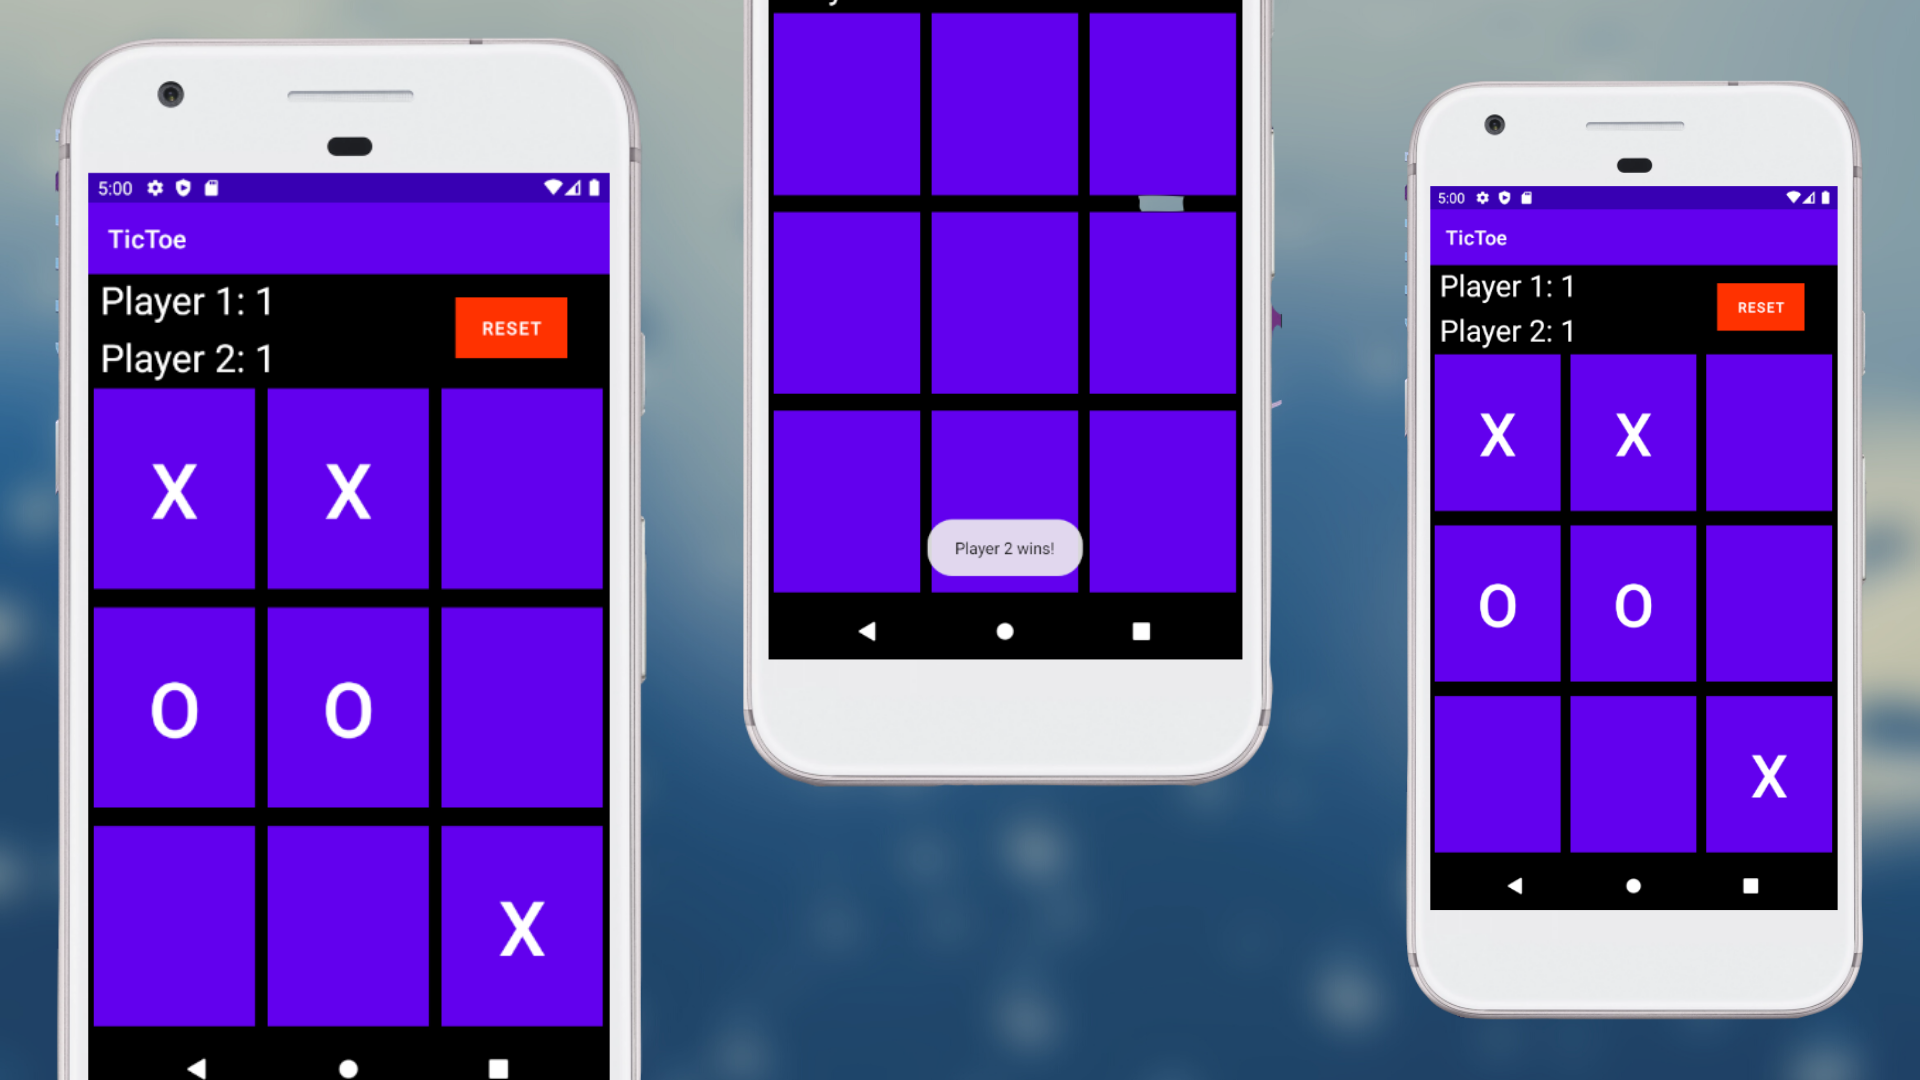 5:00
TicToe
Player 1: 1
RESET
Player 2: 1
X X
O O
X
Player 2 wins!
5:00
TicToe
Player 1: 1
RESET
Player 2: 1
X X
O O
X